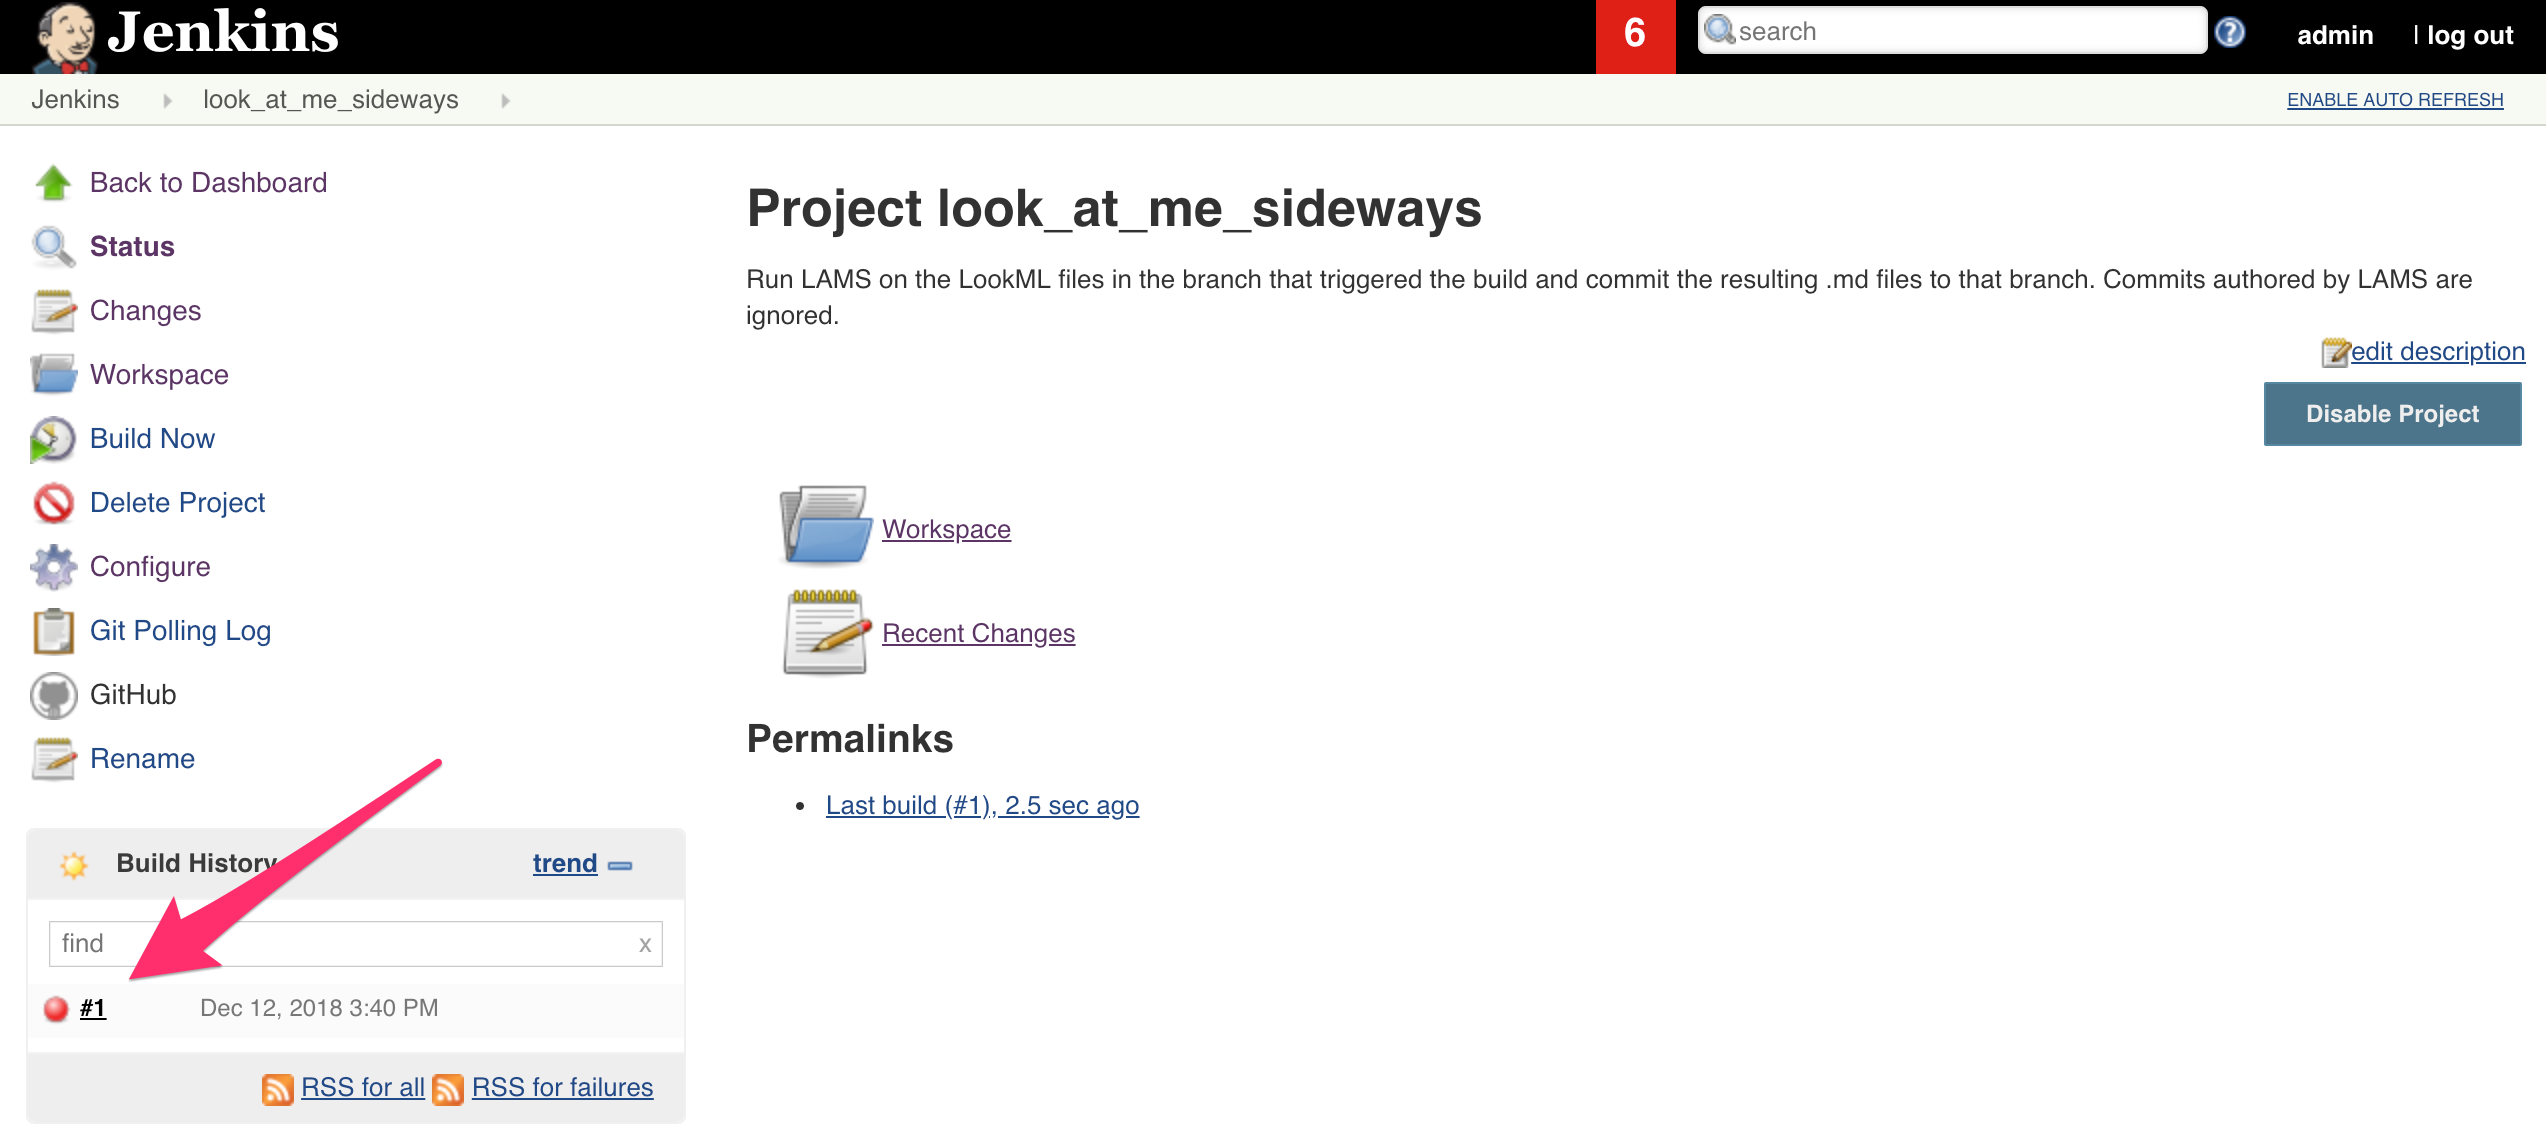 Jenkins
6
search
admin
| log out
Jenkins
look_at_me_sideways
ENABLE AUTO REFRESH
Back to Dashboard
Status
Changes
Workspace
Build Now
Delete Project
Configure
Git Polling Log
GitHub
Rename
Build History
trend
find
x
#1
Dec 12, 2018 3:40 PM
RSS for all
RSS for failures
Project look_at_me_sideways
Run LAMS on the LookML files in the branch that triggered the build and commit the resulting .md files to that branch. Commits authored by LAMS are
ignored.
edit description
Disable Project
Workspace
Recent Changes
Permalinks
Last build (#1), 2.5 sec ago